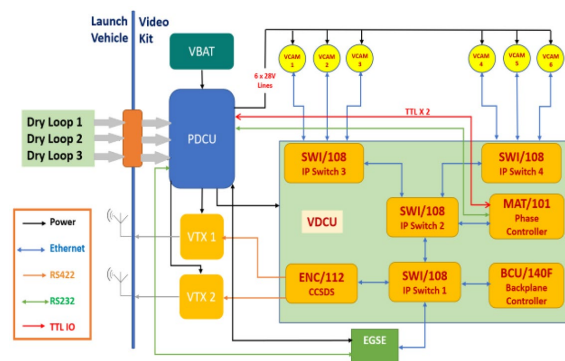 Launch
Vehicle
Video
Kit
VBAT
VCAM
1
VCAM
2
VCAM
3
VCAM
4
VCAM
5
VCAM
6
6 x 28V
Lines
TTL X 2
Dry Loop 1
Dry Loop 2
Dry Loop 3
PDCU
SWI/108
IP Switch 3
SWI/108
IP Switch 4
VDCU
SWI/108
IP Switch 2
MAT/101
Phase
Controller
Power
Ethernet
RS422
RS232
TTL IO
VTX 1
VTX 2
ENC/112
CCSDS
SWI/108
IP Switch 1
BCU/140F
Backplane
Controller
EGSE